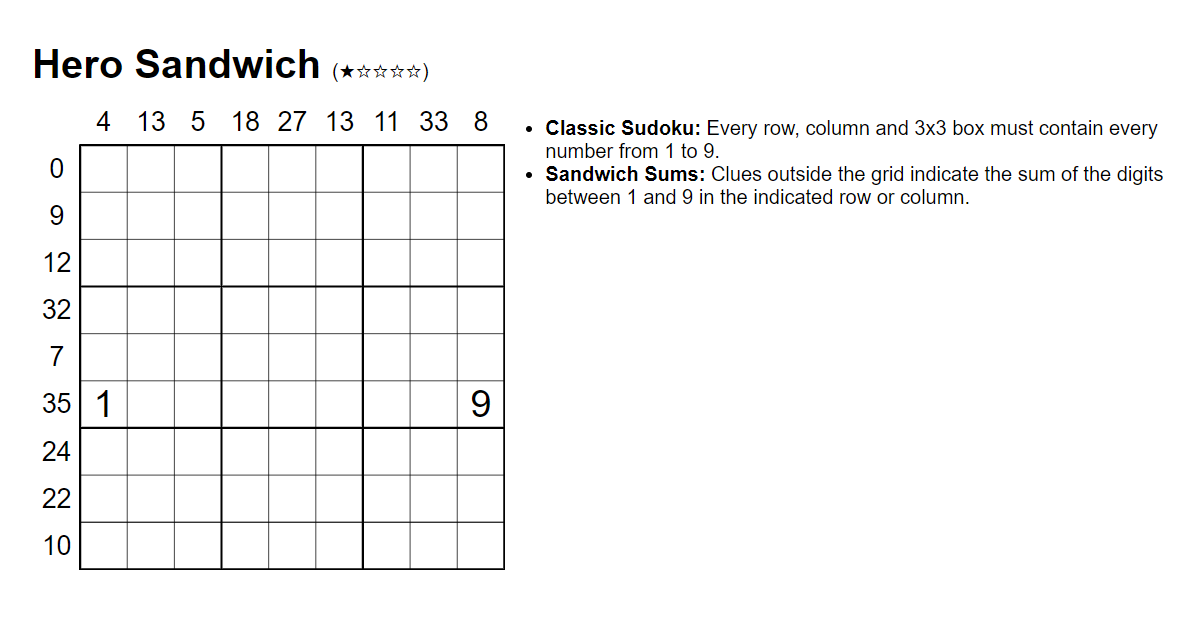 Hero Sandwich (★☆☆☆☆)
4 13 5 18 27 13 11 33 8
0
9
12
32
7
35 1 9
24
22
10
• Classic Sudoku: Every row, column and 3x3 box must contain every
number from 1 to 9.
• Sandwich Sums: Clues outside the grid indicate the sum of the digits
between 1 and 9 in the indicated row or column.